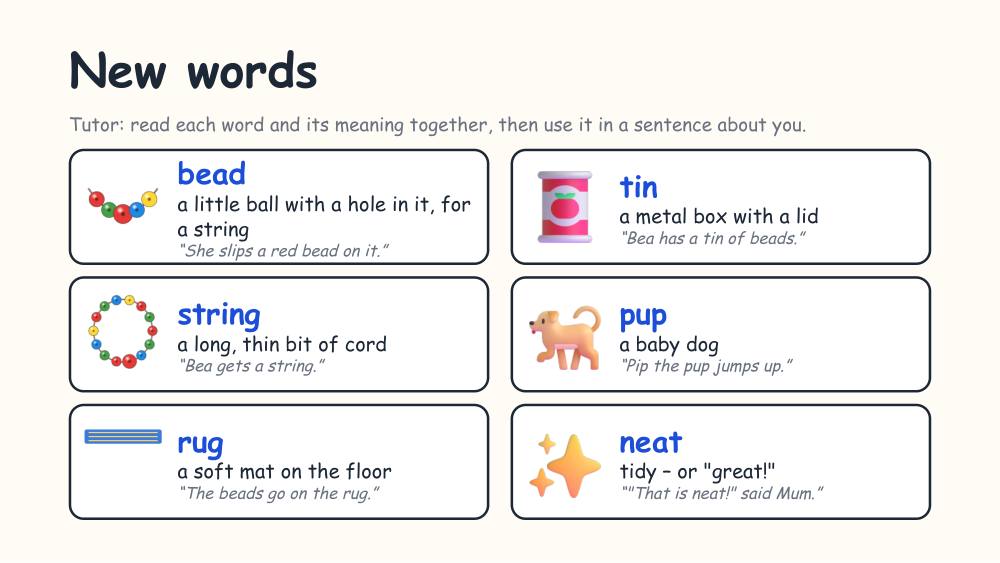 New words
Tutor: read each word and its meaning together, then use it in a sentence about you.
bead
a little ball with a hole in it, for
a string
"She slips a red bead on it."
tin
a metal box with a lid
"Bea has a tin of beads."
string
a long, thin bit of cord
"Bea gets a string."
pup
a baby dog
"Pip the pup jumps up."
rug
a soft mat on the floor
"The beads go on the rug."
neat
tidy – or "great!"
""That is neat!" said Mum."